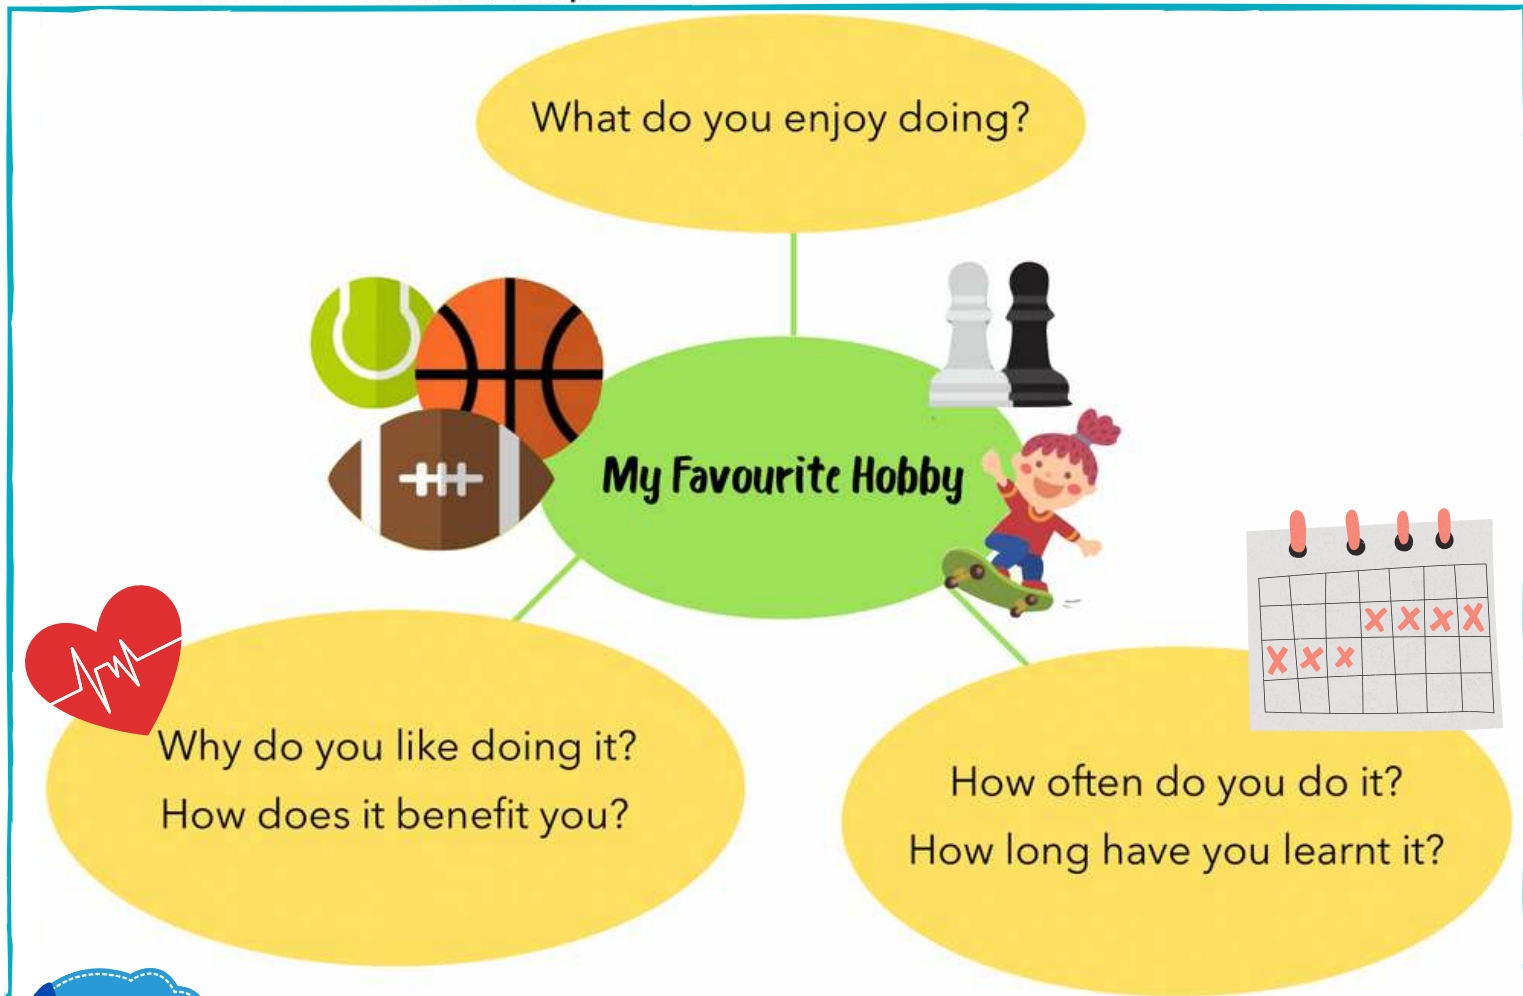 What do you enjoy doing?
My Favourite Hobby
Why do you like doing it?
How does it benefit you?
How often do you do it?
How long have you learnt it?